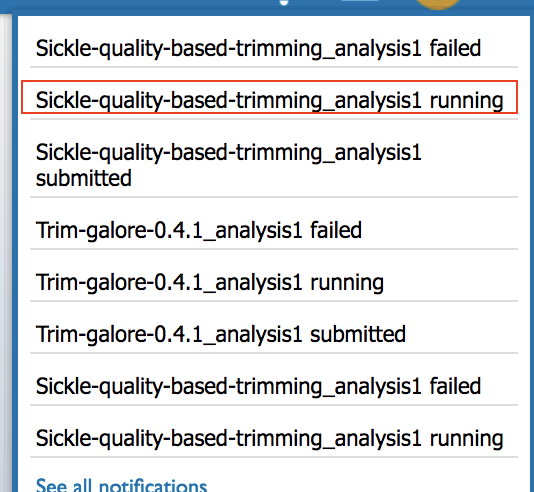 Sickle-quality-based-trimming_analysis1 failed
Sickle-quality-based-trimming_analysis1 running
Sickle-quality-based-trimming_analysis1
submitted
Trim-galore-0.4.1_analysis1 failed
Trim-galore-0.4.1_analysis1 running
Trim-galore-0.4.1_analysis1 submitted
Sickle-quality-based-trimming_analysis1 failed
Sickle-quality-based-trimming_analysis1 running
See all notifications